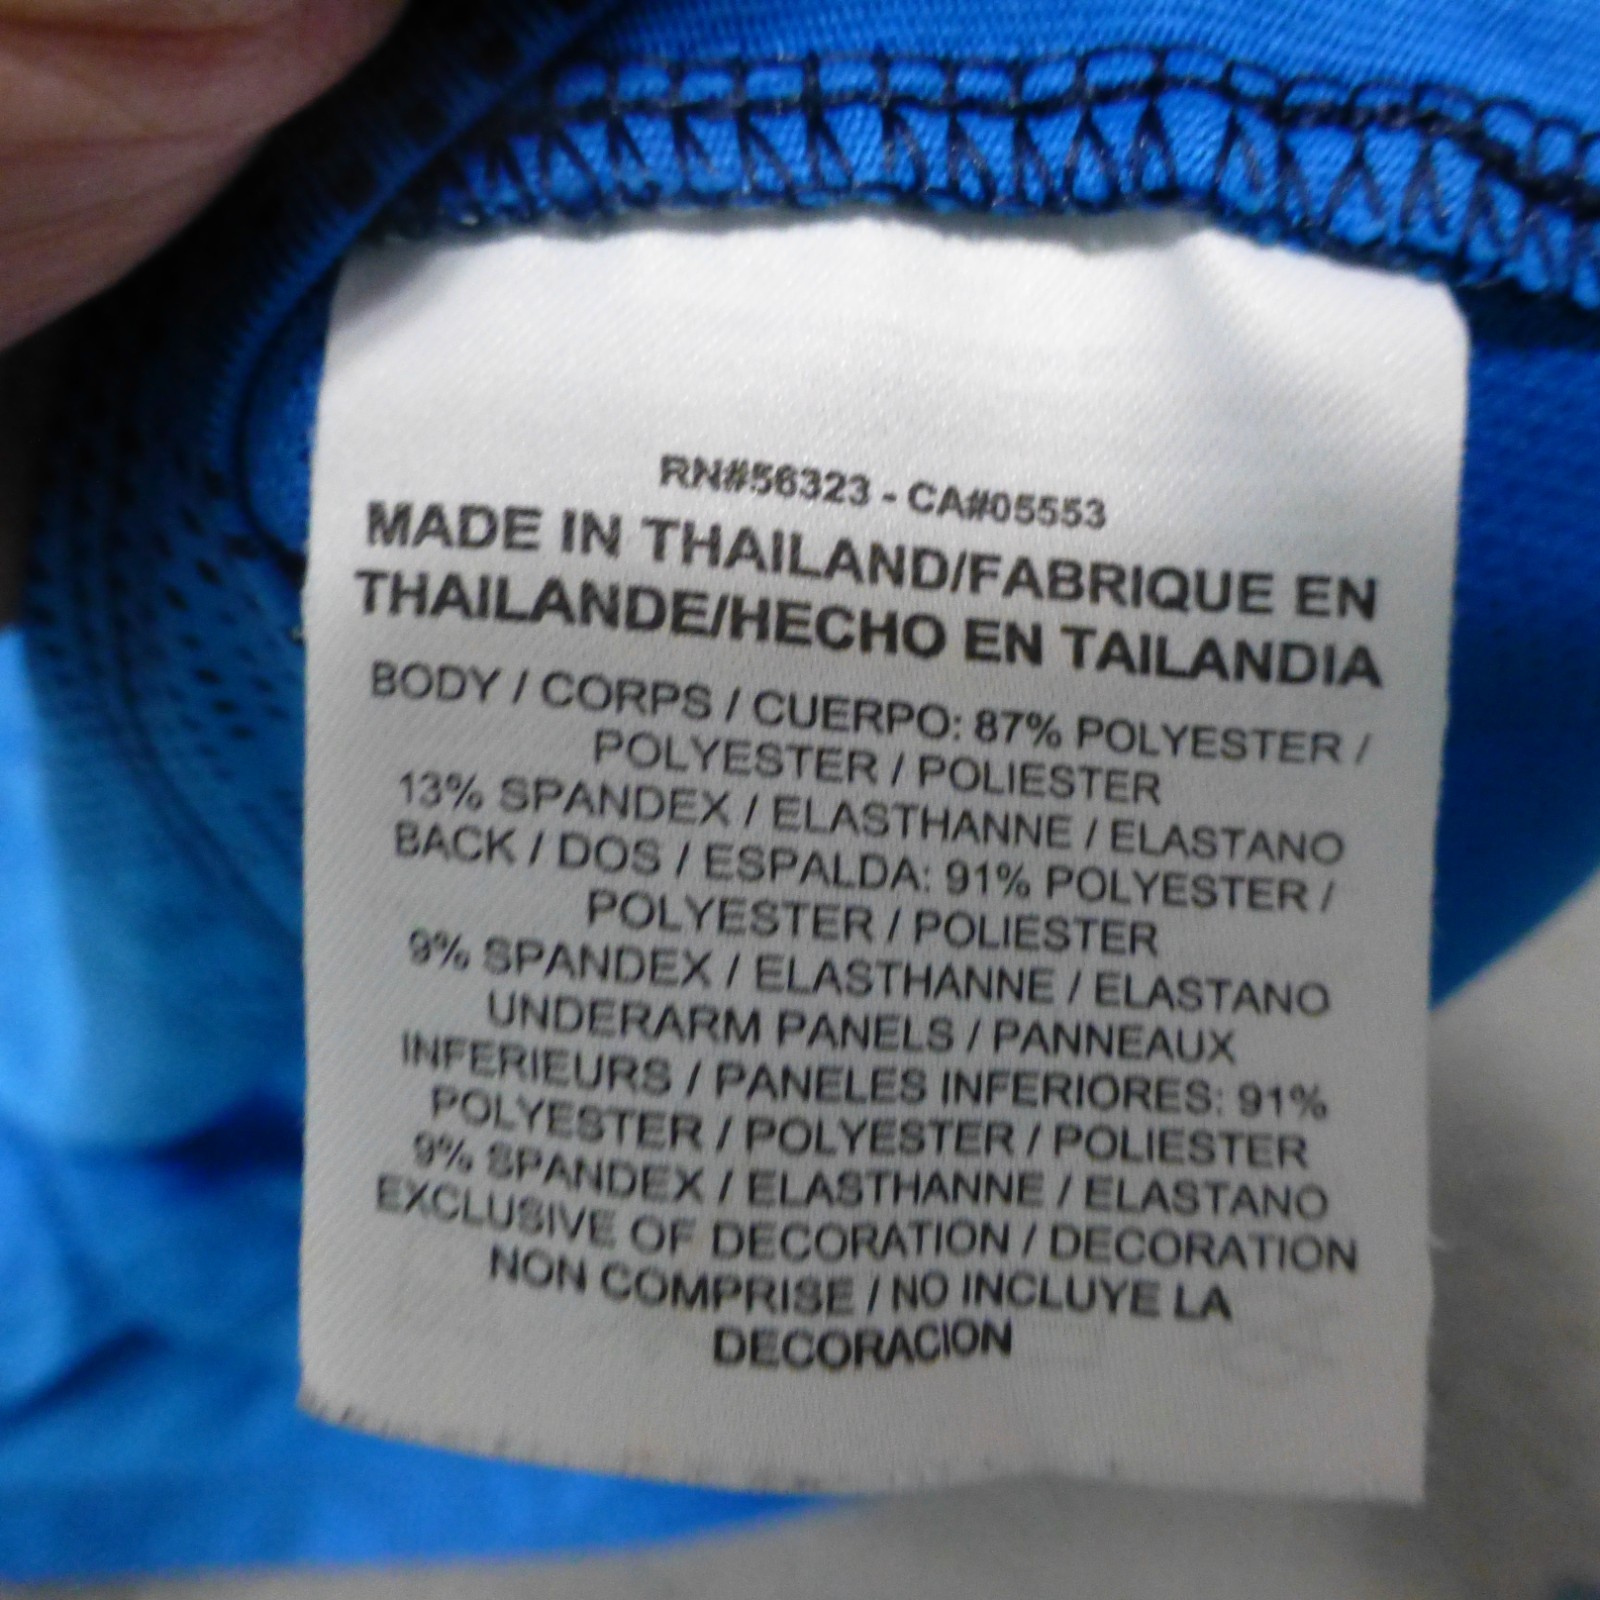 RN#56323 - CA#05553
MADE IN THAILAND/FABRIQUE EN
THAILANDE/HECHO EN TAILANDIA
BODY / CORPS / CUERPO: 87% POLYESTER /
POLYESTER / POLIESTER
13% SPANDEX / ELASTHANNE / ELASTANO
BACK / DOS / ESPALDA: 91% POLYESTER /
POLYESTER / POLIESTER
9% SPANDEX / ELASTHANNE / ELASTANO
UNDERARM PANELS / PANNEAUX
INFERIEURS / PANELES INFERIORES: 91%
POLYESTER / POLYESTER / POLIESTER
9% SPANDEX / ELASTHANNE / ELASTANO
EXCLUSIVE OF DECORATION / DECORATION
NON COMPRISE / NO INCLUYE LA
DECORACION